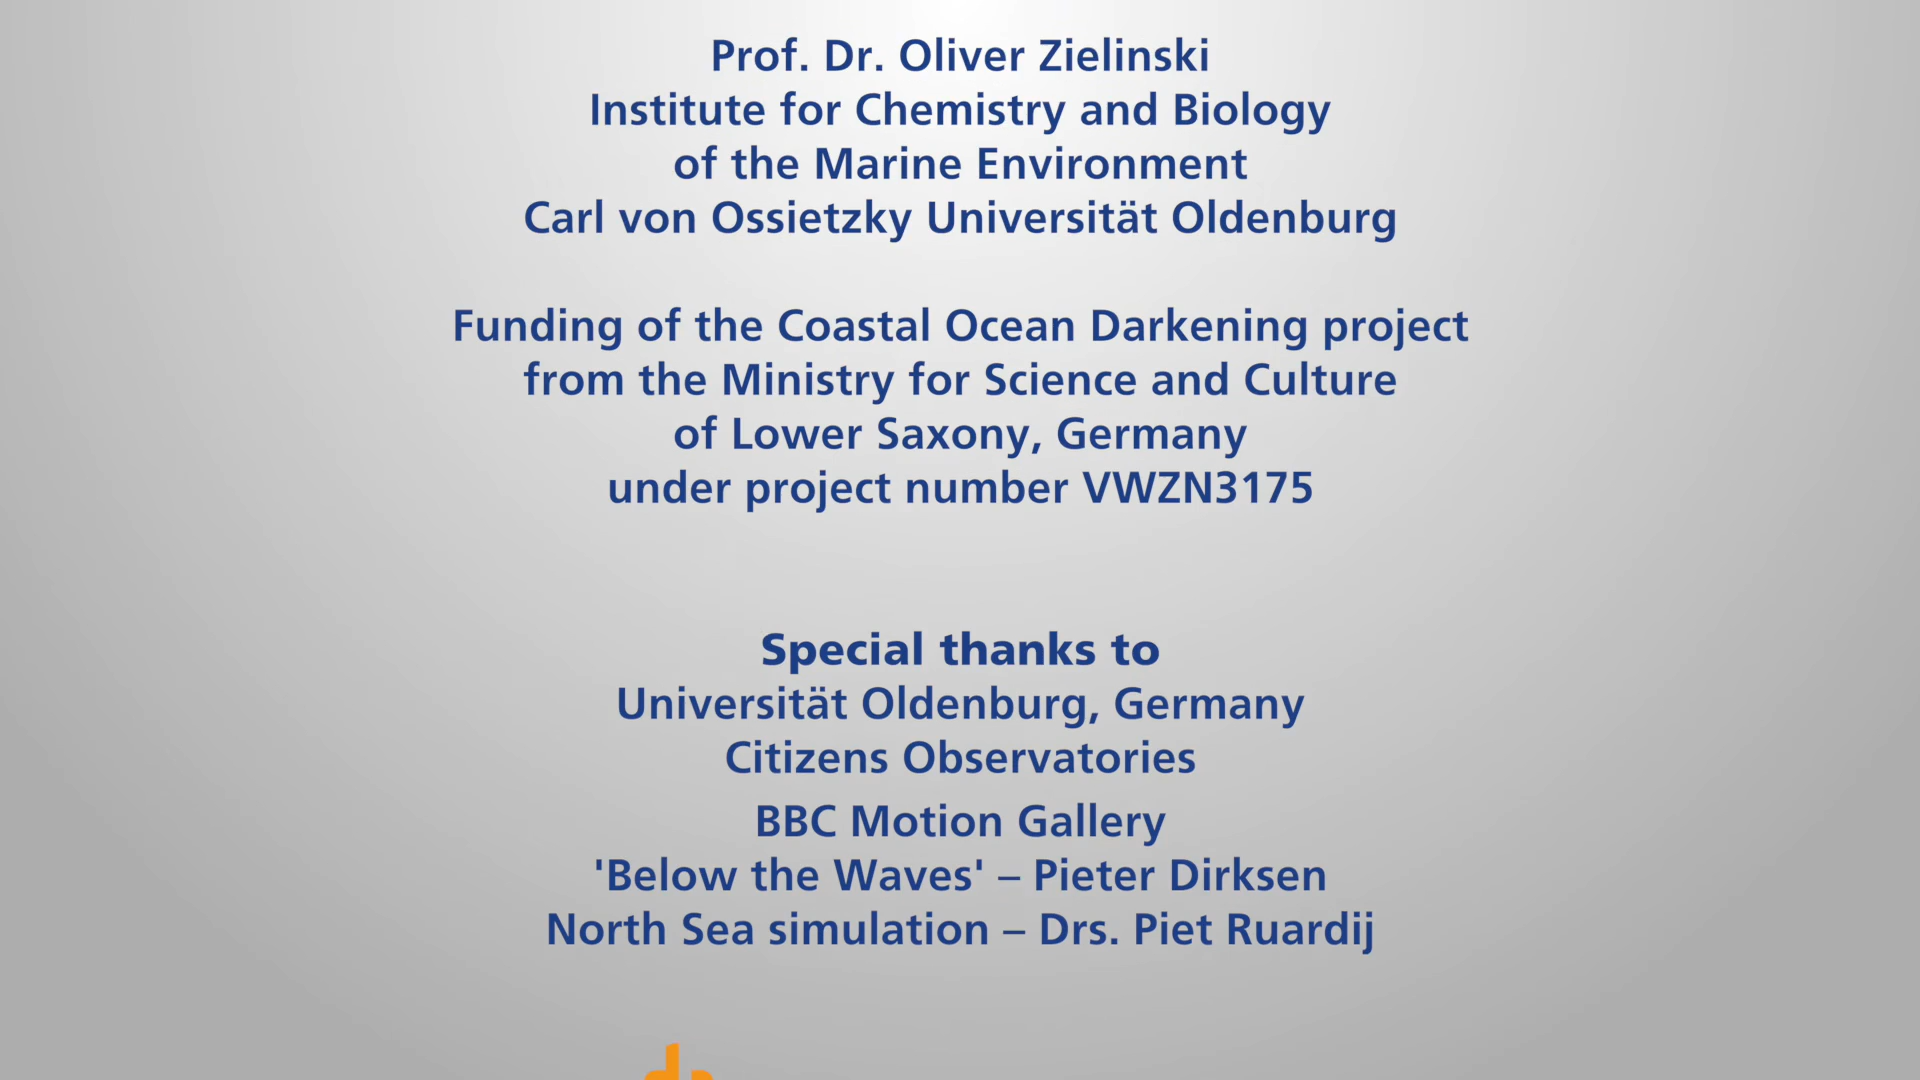 Prof. Dr. Oliver Zielinski
Institute for Chemistry and Biology
of the Marine Environment
Carl von Ossietzky Universität Oldenburg
Funding of the Coastal Ocean Darkening project
from the Ministry for Science and Culture
of Lower Saxony, Germany
under project number VWZN3175
Special thanks to
Universität Oldenburg, Germany
Citizens Observatories
BBC Motion Gallery
'Below the Waves' – Pieter Dirksen
North Sea simulation – Drs. Piet Ruardij